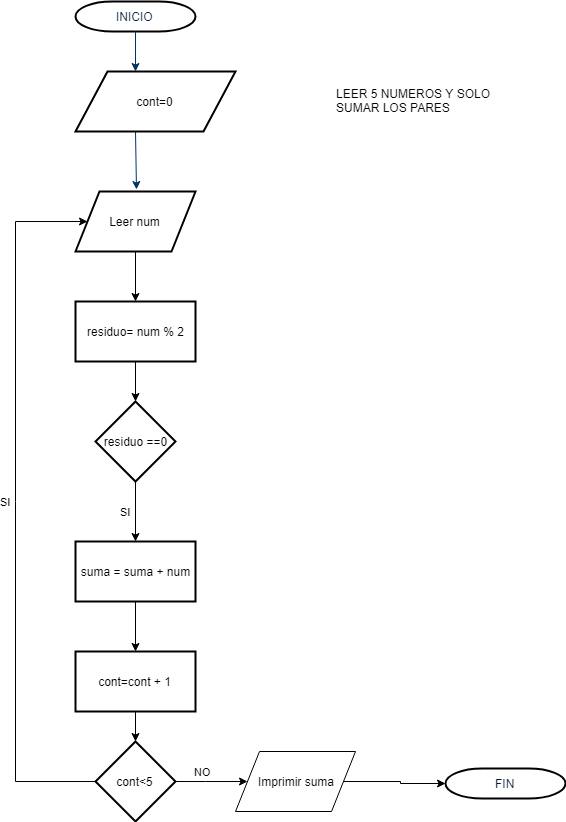 INICIO
cont=0
LEER 5 NUMEROS Y SOLO
SUMAR LOS PARES
Leer num
residuo= num % 2
residuo ==0
SI
SI
suma = suma + num
cont=cont + 1
cont<5
NO
Imprimir suma
FIN